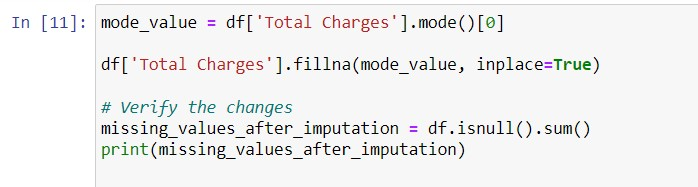 In [11]: mode_value = df['Total Charges'].mode()[0]
df['Total Charges'].fillna(mode_value, inplace=True)
# Verify the changes
missing_values_after_imputation = df.isnull().sum()
print(missing_values_after_imputation)